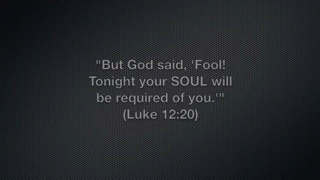 "But God said, 'Fool!
Tonight your SOUL will
be required of you.'"
(Luke 12:20)